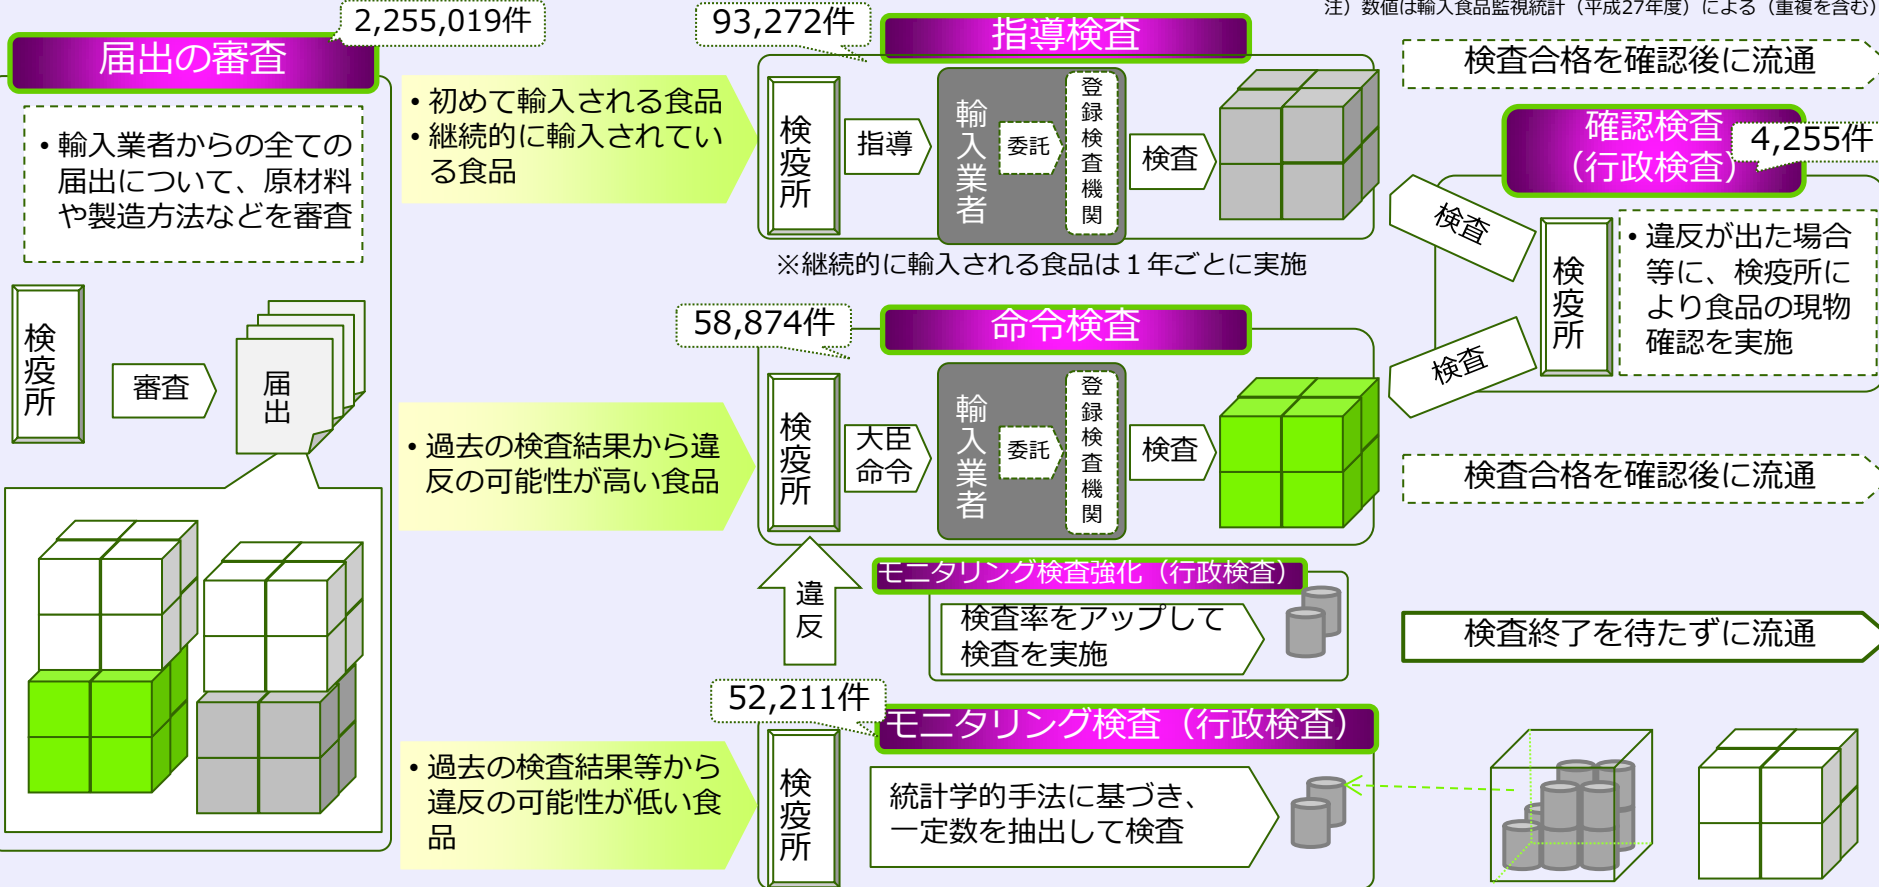 注）数値は輸入食品監視統計（平成27年度）による（重複を含む）
2,255,019件
届出の審査
• 輸入業者からの全ての
届出について、原材料
や製造方法などを審査
検疫所
審査
届出
93,272件
指導検査
• 初めて輸入される食品
• 継続的に輸入されてい
る食品
検疫所
指導
輸入業者
委託
登録検査機関
検査
※継続的に輸入される食品は１年ごとに実施
検査合格を確認後に流通
確認検査
（行政検査）
4,255件
検査
検査
検疫所
• 違反が出た場合
等に、検疫所に
より食品の現物
確認を実施
58,874件
命令検査
• 過去の検査結果から違
反の可能性が高い食品
検疫所
大臣
命令
輸入業者
委託
登録検査機関
検査
検査合格を確認後に流通
違反
モニタリング検査強化（行政検査）
検査率をアップして
検査を実施
検査終了を待たずに流通
52,211件
モニタリング検査（行政検査）
• 過去の検査結果等から
違反の可能性が低い食
品
検疫所
統計学的手法に基づき、
一定数を抽出して検査